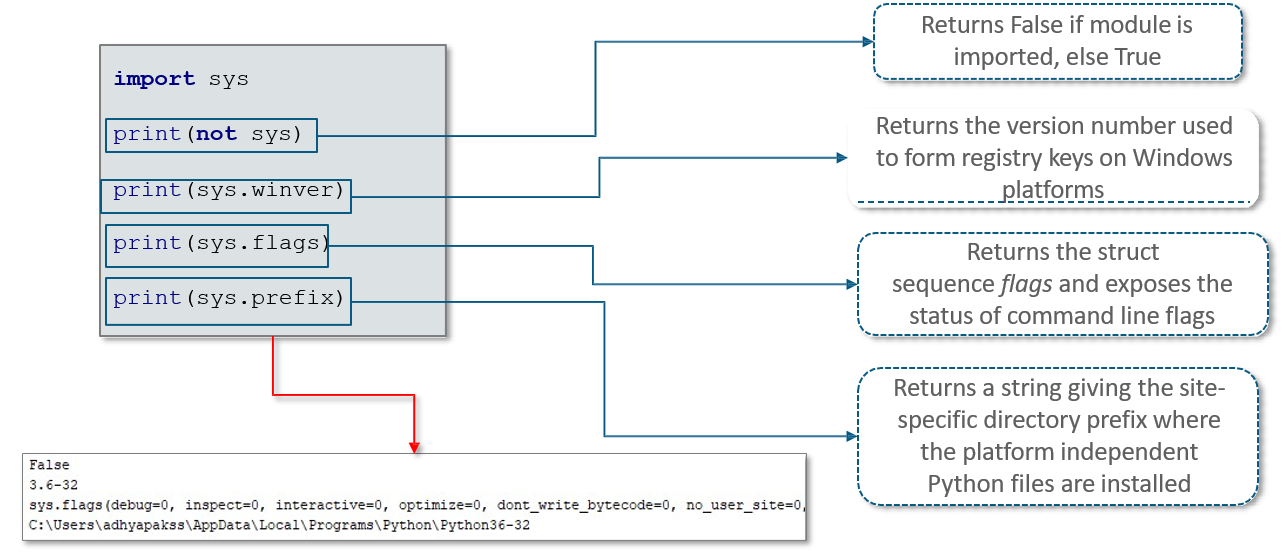 import sys
print(not sys)
print(sys.winver)
print(sys.flags)
print(sys.prefix)
Returns False if module is
imported, else True
Returns the version number used
to form registry keys on Windows
platforms
Returns the struct
sequence flags and exposes the
status of command line flags
Returns a string giving the site-
specific directory prefix where
the platform independent
Python files are installed
False
3.6-32
sys.flags(debug=0, inspect=0, interactive=0, optimize=0, dont_write_bytecode=0, no_user_site=0,
C:\Users\adhyapakss\AppData\Local\Programs\Python\Python36-32